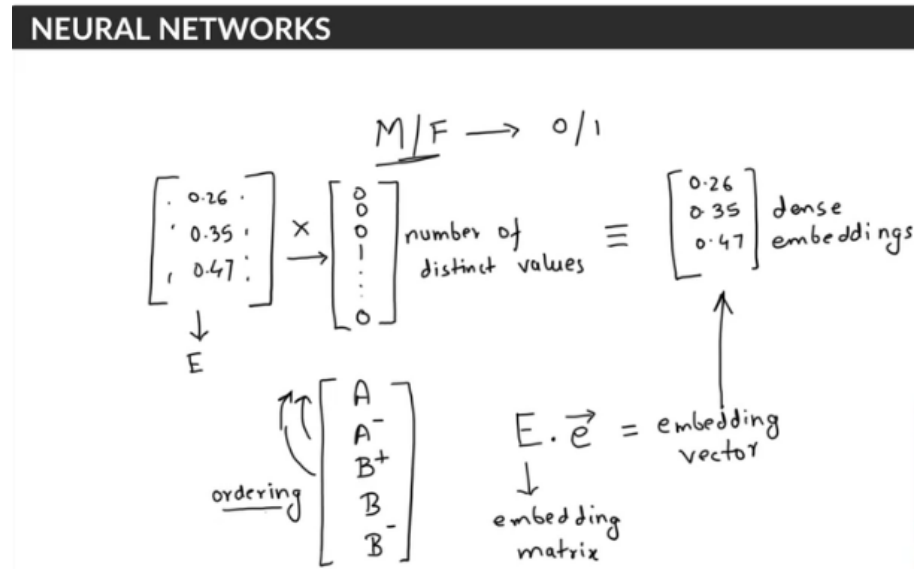 NEURAL NETWORKS
M/F → 0/1
. 0.26 .
. 0.35 .
. 0.47 .
E
×
0
0
0
1
⋮
0
number of
distinct values
≡
0.26
0.35
0.47
dense
embeddings
ordering
A
A⁻
B⁺
B
B⁻
E . e⃗ = embedding
vector
embedding
matrix